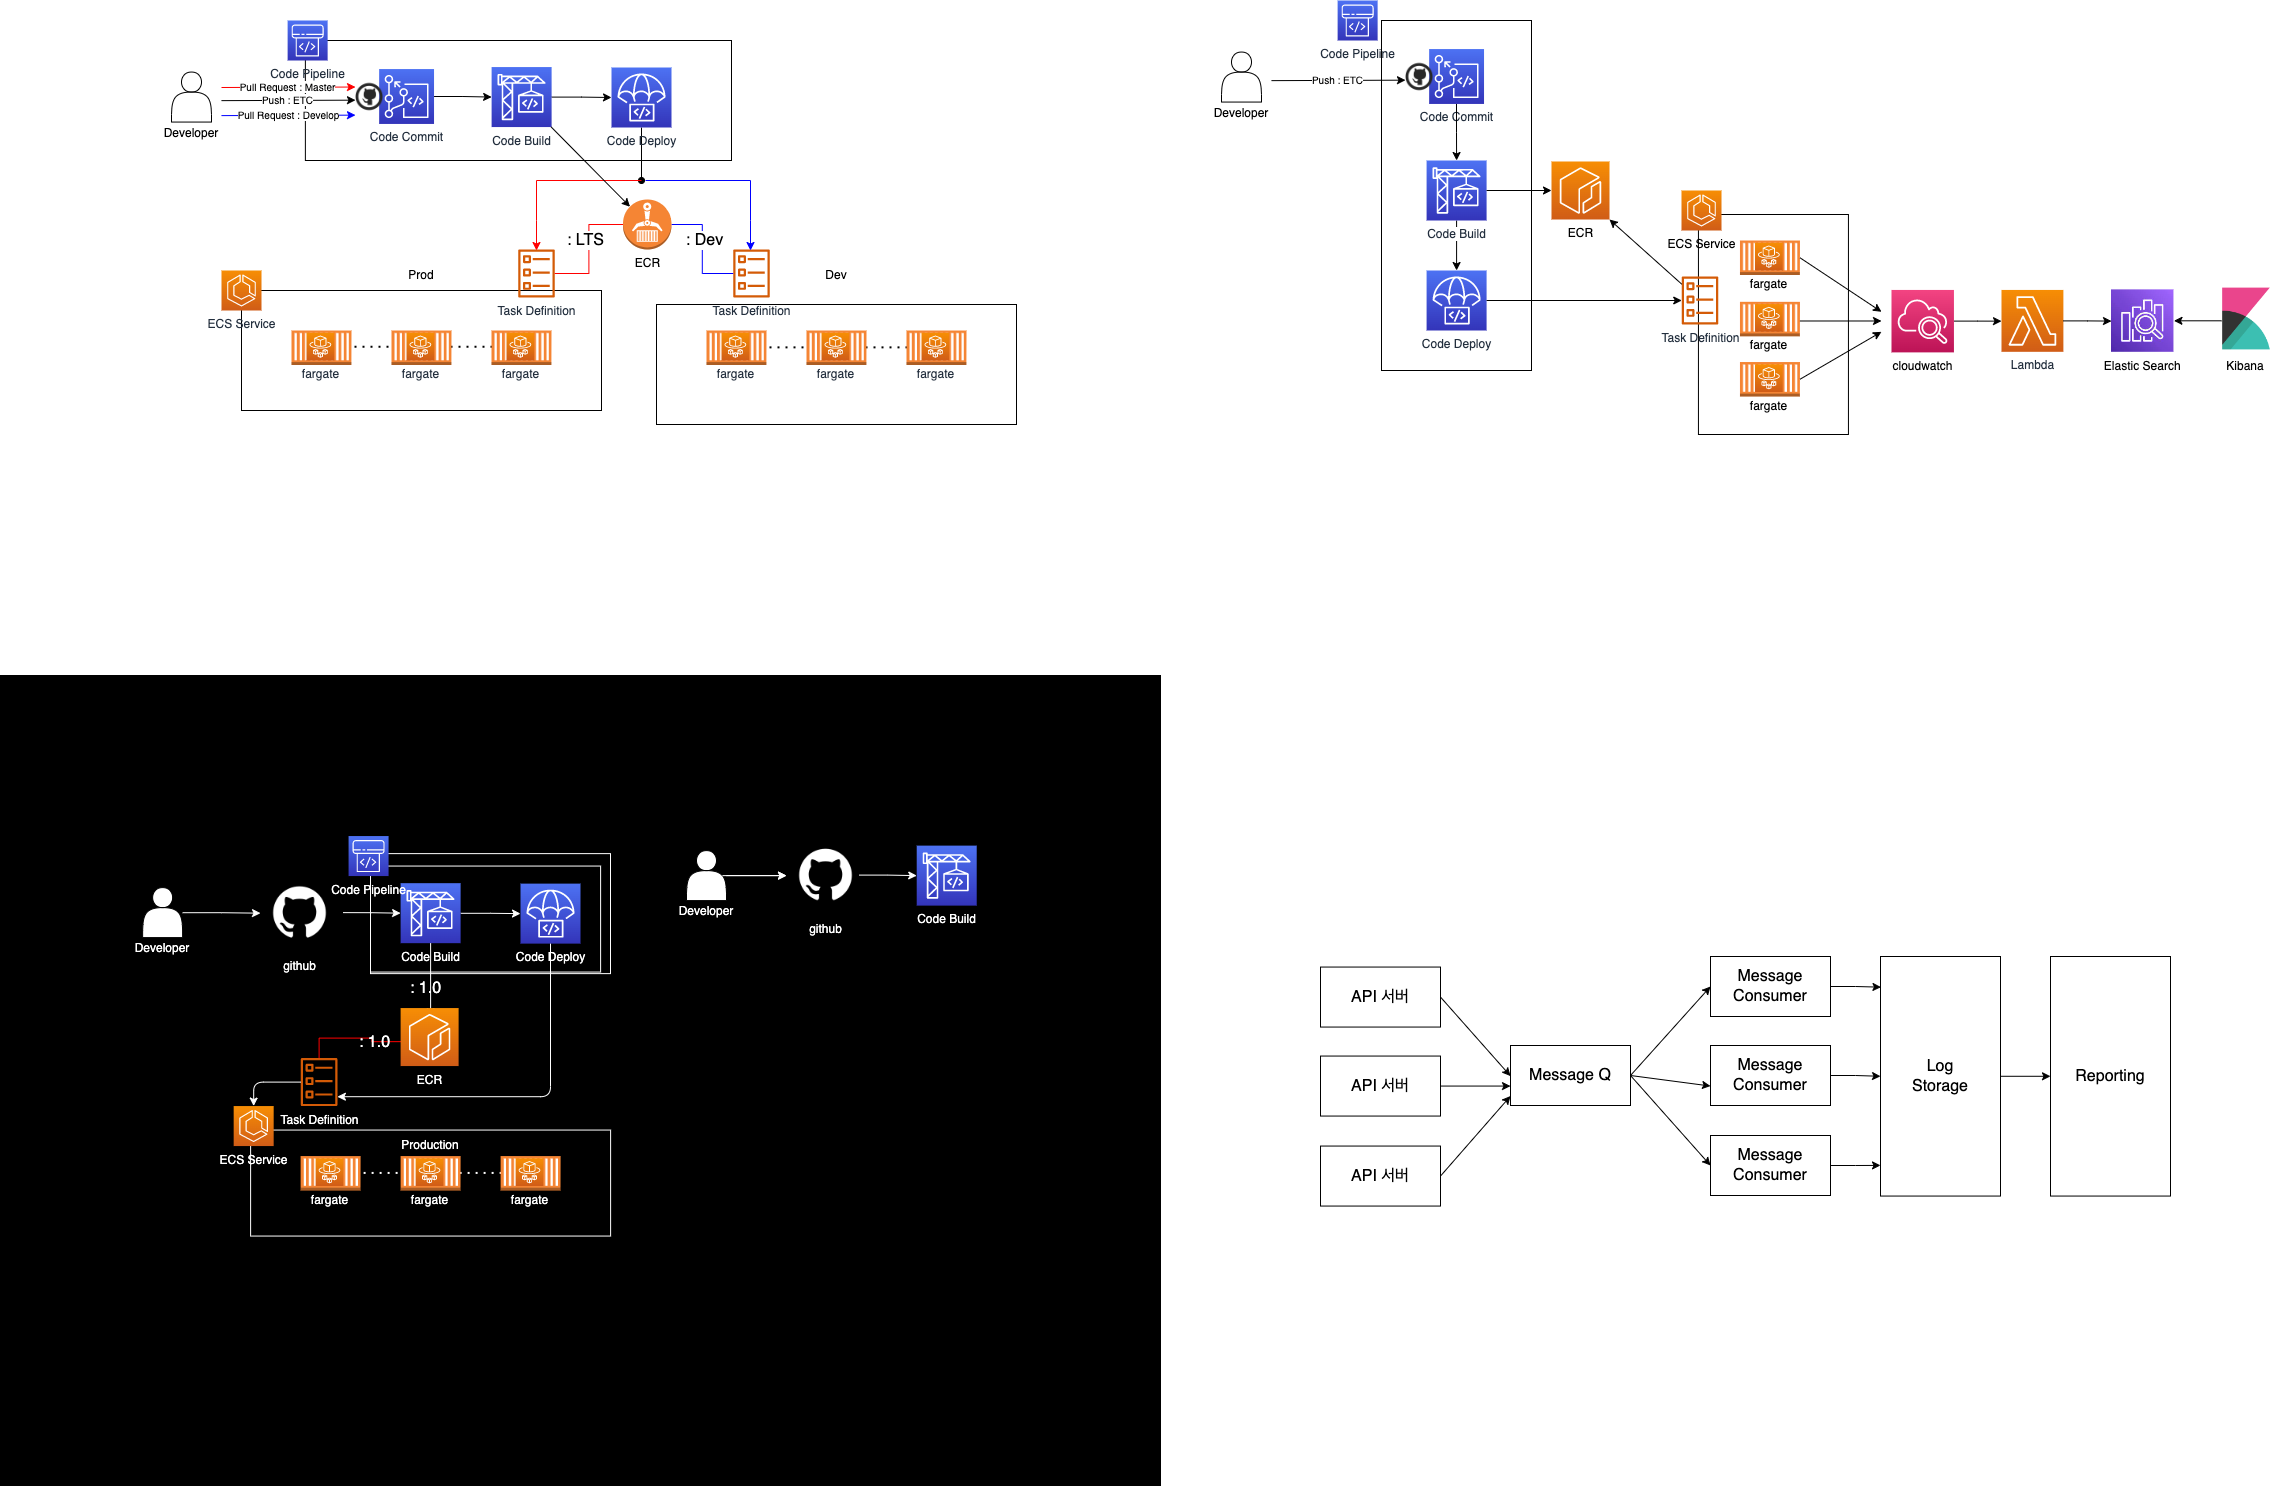 Code Pipeline
Pull Request : Master
Push : ETC
Pull Request : Develop
Developer
Code Commit
Code Build
Code Deploy
: LTS
: Dev
ECR
Prod
Dev
Task Definition
Task Definition
ECS Service
fargate
fargate
fargate
fargate
fargate
fargate
Code Pipeline
Push : ETC
Developer
Code Commit
Code Build
ECR
Code Deploy
ECS Service
fargate
Task Definition
fargate
fargate
cloudwatch
Lambda
Elastic Search
Kibana
Code Pipeline
Developer
github
Code Build
Code Deploy
: 1.0
: 1.0
ECR
Task Definition
ECS Service
Production
fargate
fargate
fargate
Developer
github
Code Build
API 서버
API 서버
API 서버
Message Q
Message
Consumer
Message
Consumer
Message
Consumer
Log
Storage
Reporting